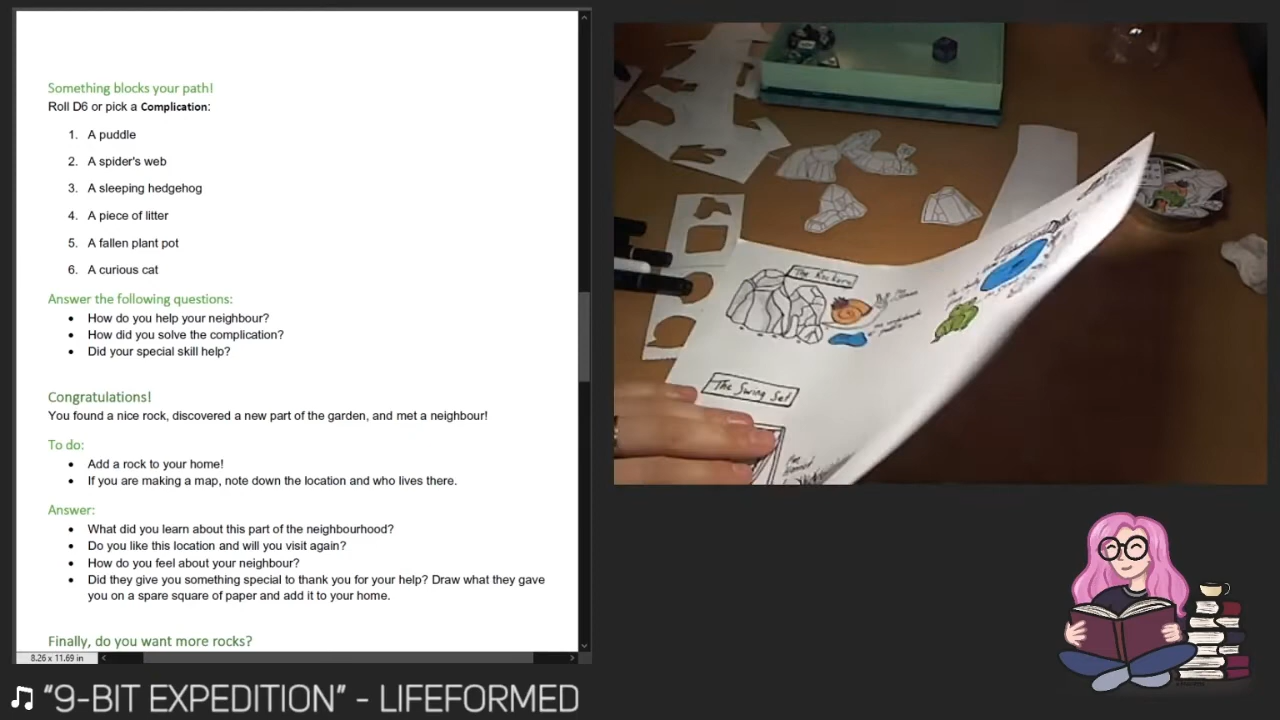 Something blocks your path!
Roll D6 or pick a Complication:
1. A puddle
2. A spider's web
3. A sleeping hedgehog
4. A piece of litter
5. A fallen plant pot
6. A curious cat
Answer the following questions:
• How do you help your neighbour?
• How did you solve the complication?
• Did your special skill help?
Congratulations!
You found a nice rock, discovered a new part of the garden, and met a neighbour!
To do:
• Add a rock to your home!
• If you are making a map, note down the location and who lives there.
Answer:
• What did you learn about this part of the neighbourhood?
• Do you like this location and will you visit again?
• How do you feel about your neighbour?
• Did they give you something special to thank you for your help? Draw what they gave
you on a spare square of paper and add it to your home.
Finally, do you want more rocks?
8.26 x 11.69 in
The Rockery
The Swing Set
♫ "9-BIT EXPEDITION" - LIFEFORMED